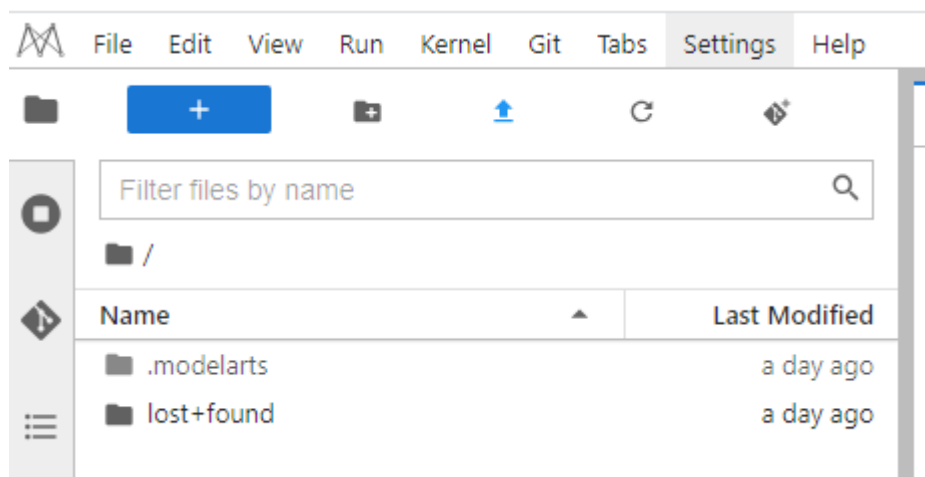 File Edit View Run Kernel Git Tabs Settings Help
+
Filter files by name
/
Name Last Modified
.modelarts a day ago
lost+found a day ago